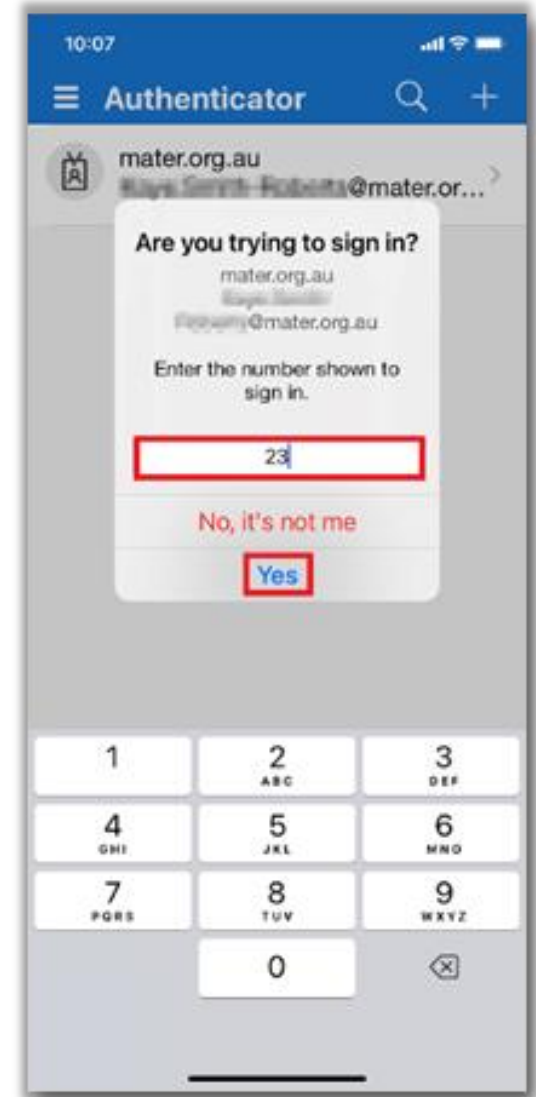 10:07
Authenticator
mater.org.au
@mater.or...
Are you trying to sign in?
mater.org.au
@mater.org.au
Enter the number shown to
sign in.
23
No, it's not me
Yes
1 2 3
ABC DEF
4 5 6
GHI JKL MNO
7 8 9
PQRS TUV WXYZ
0